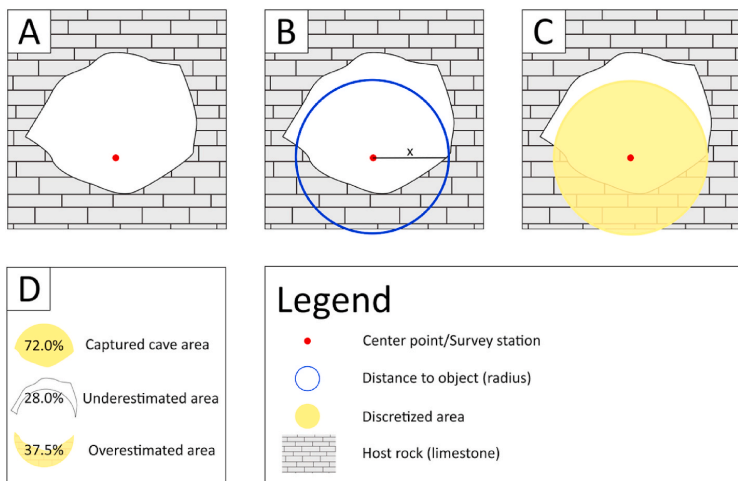 A
B
C
x
D
72.0% Captured cave area
28.0% Underestimated area
37.5% Overestimated area
Legend
Center point/Survey station
Distance to object (radius)
Discretized area
Host rock (limestone)